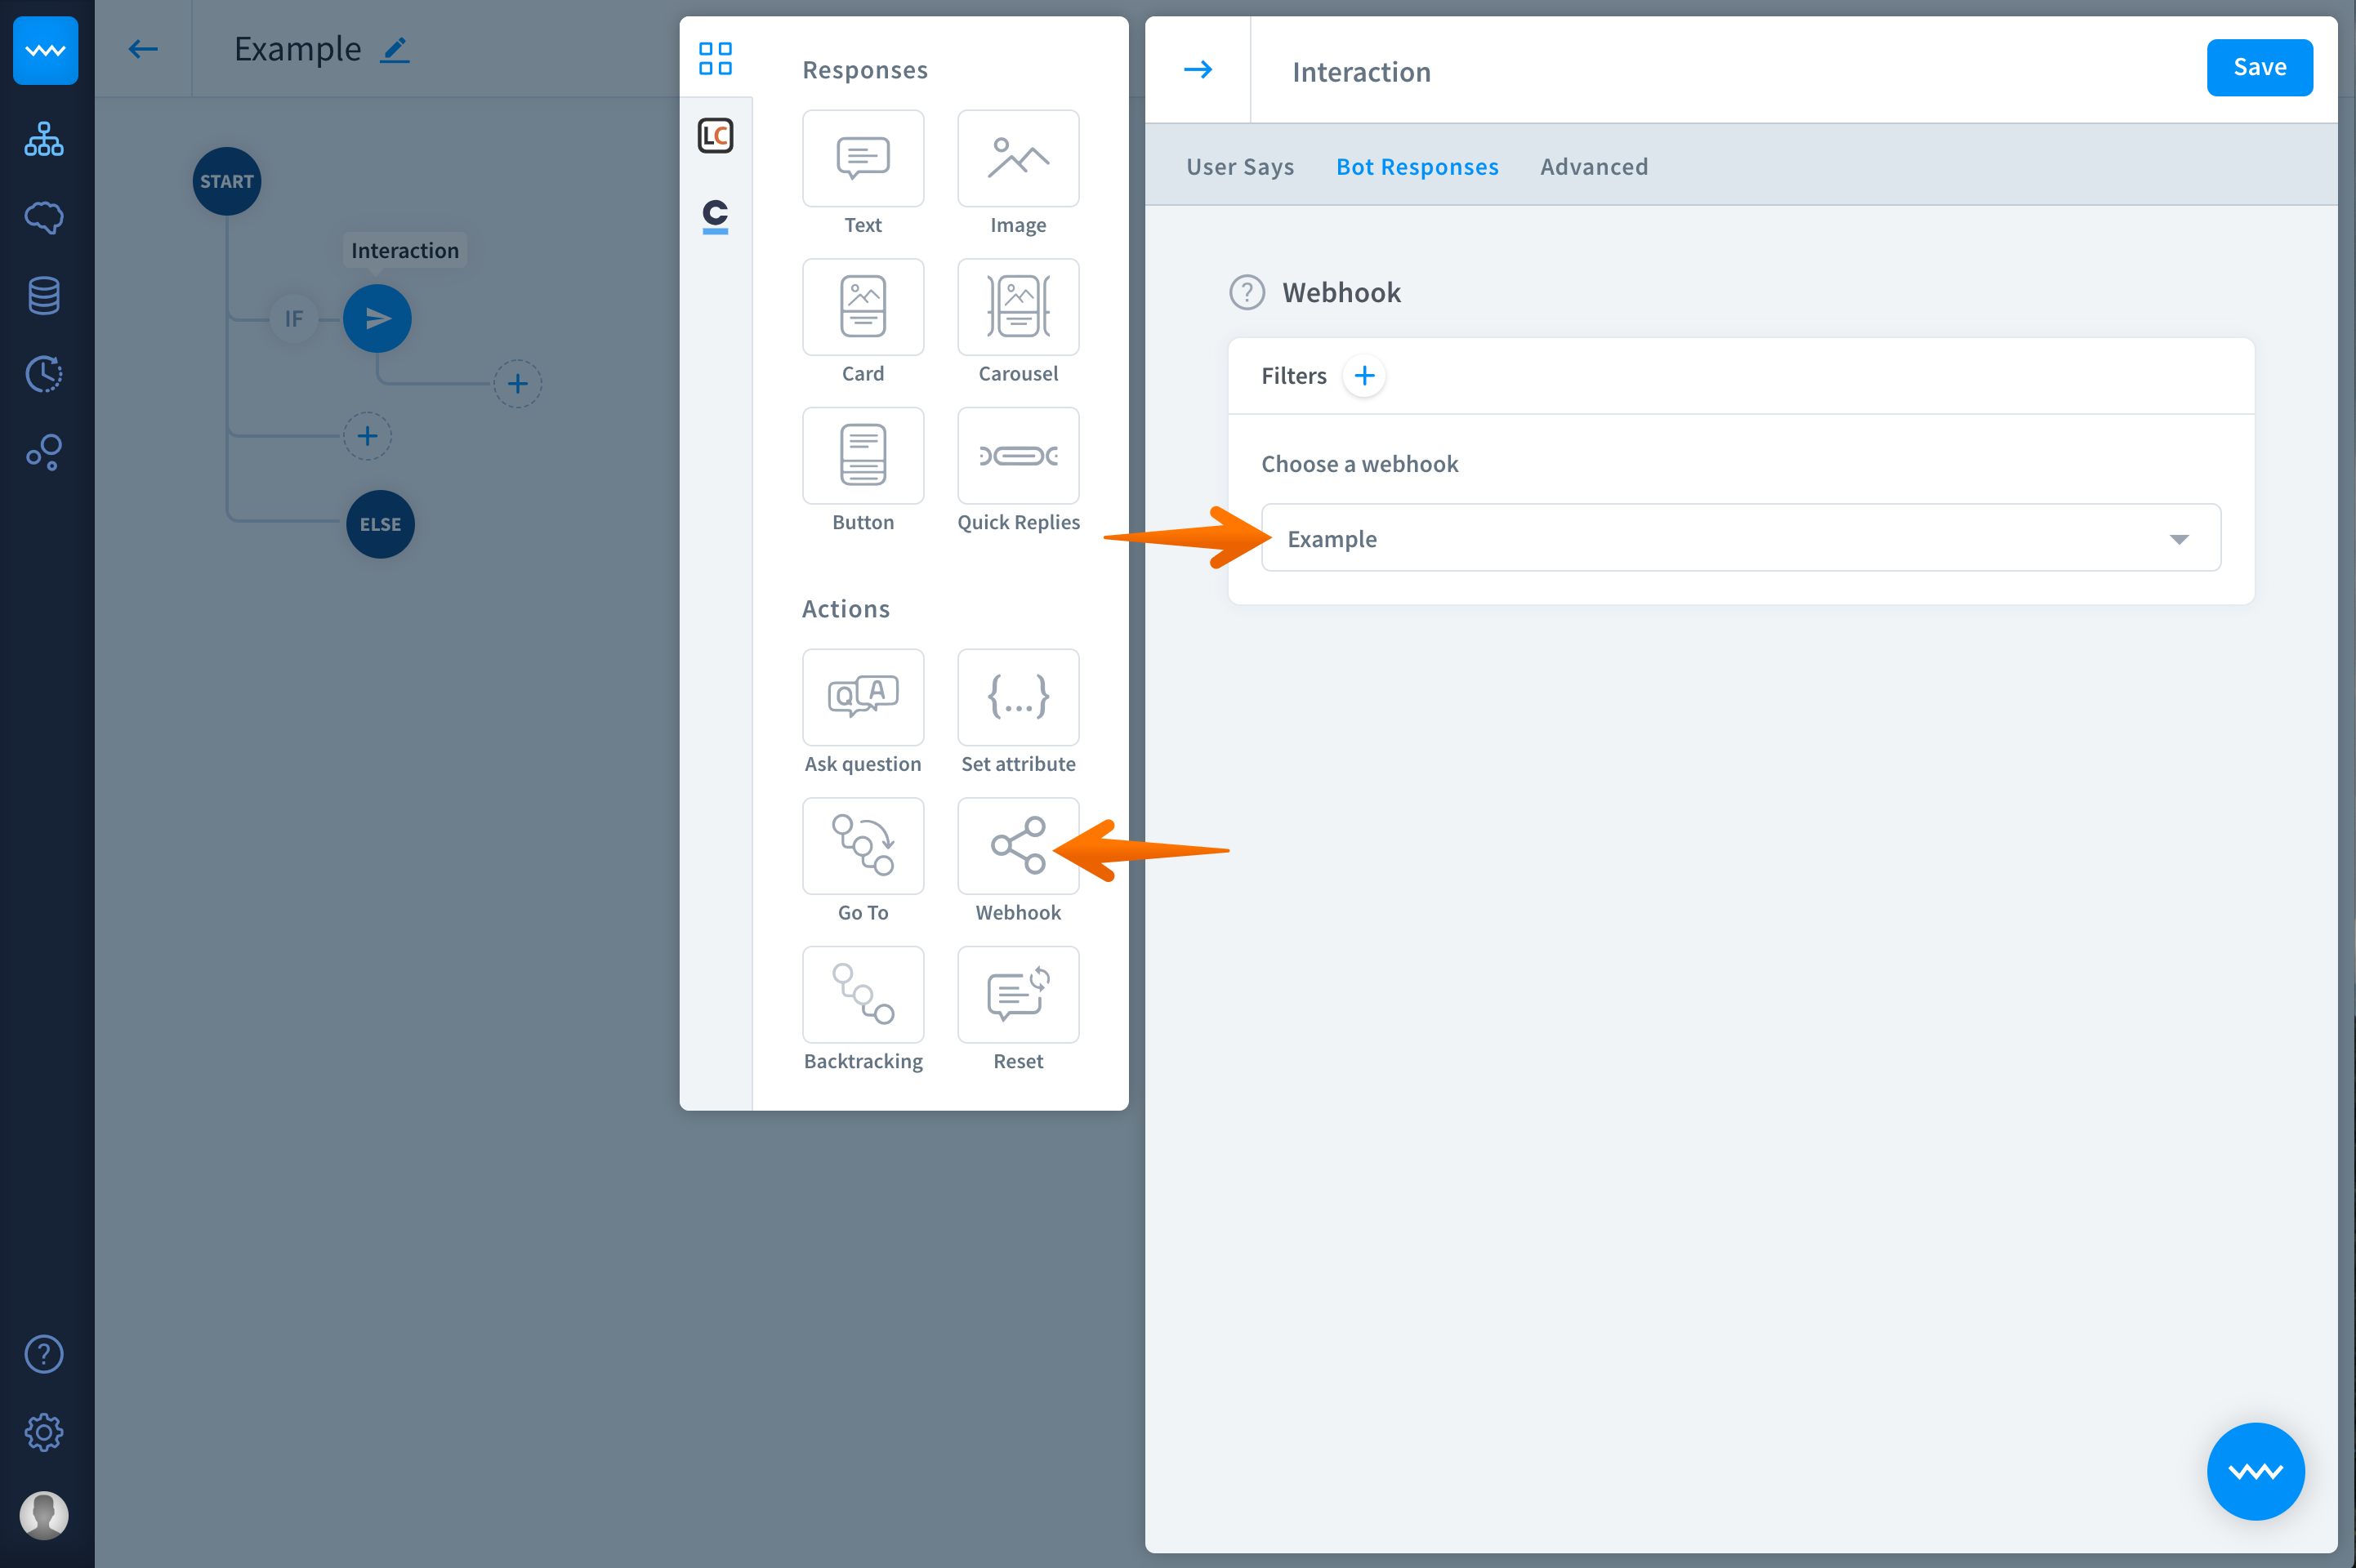 Example
START
Interaction
IF
ELSE
LC
C
Responses
Text
Image
Card
Carousel
Button
Quick Replies
Actions
Q A
Ask question
{...}
Set attribute
Go To
Webhook
Backtracking
Reset
Interaction
Save
User Says
Bot Responses
Advanced
? Webhook
Filters +
Choose a webhook
Example
?